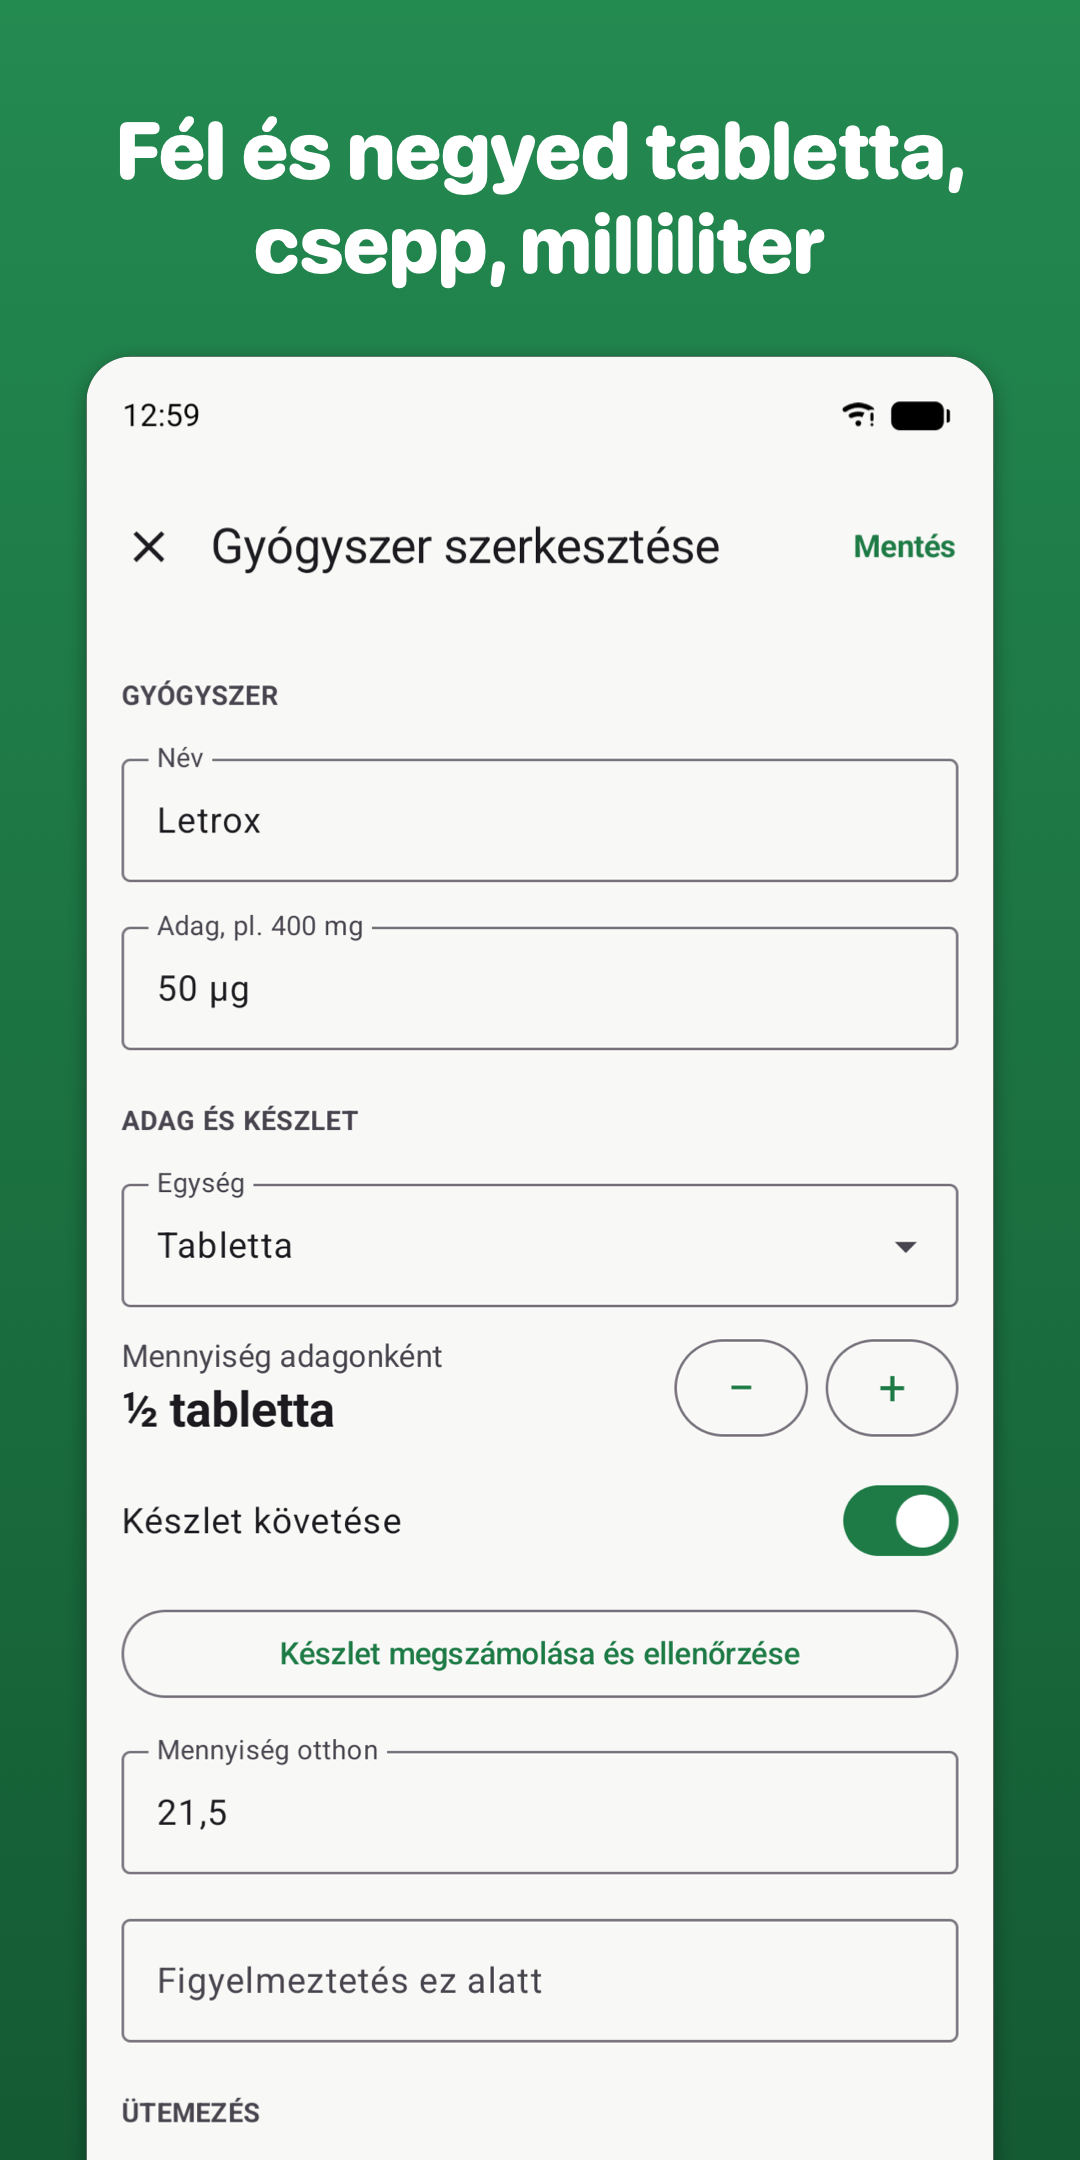 Fél és negyed tabletta,
csepp, milliliter
12:59
Gyógyszer szerkesztése
Mentés
GYÓGYSZER
Név
Letrox
Adag, pl. 400 mg
50 µg
ADAG ÉS KÉSZLET
Egység
Tabletta
Mennyiség adagonként
½ tabletta
− +
Készlet követése
Készlet megszámolása és ellenőrzése
Mennyiség otthon
21,5
Figyelmeztetés ez alatt
ÜTEMEZÉS